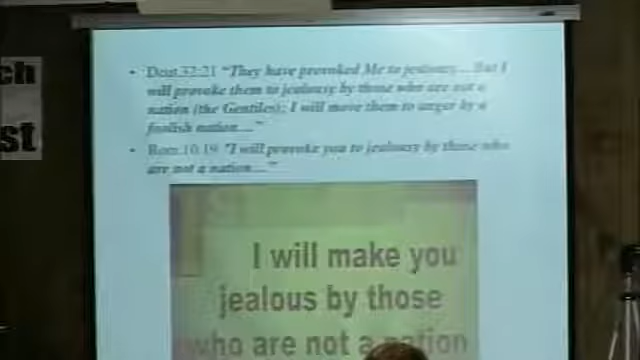 ch
st
• Deut.32:21 "They have provoked Me to jealousy....But I
will provoke them to jealousy by those who are not a
nation (the Gentiles); I will move them to anger by a
foolish nation...."
• Rom.10:19 "I will provoke you to jealousy by those who
are not a nation...."
I will make you
jealous by those
who are not a nation